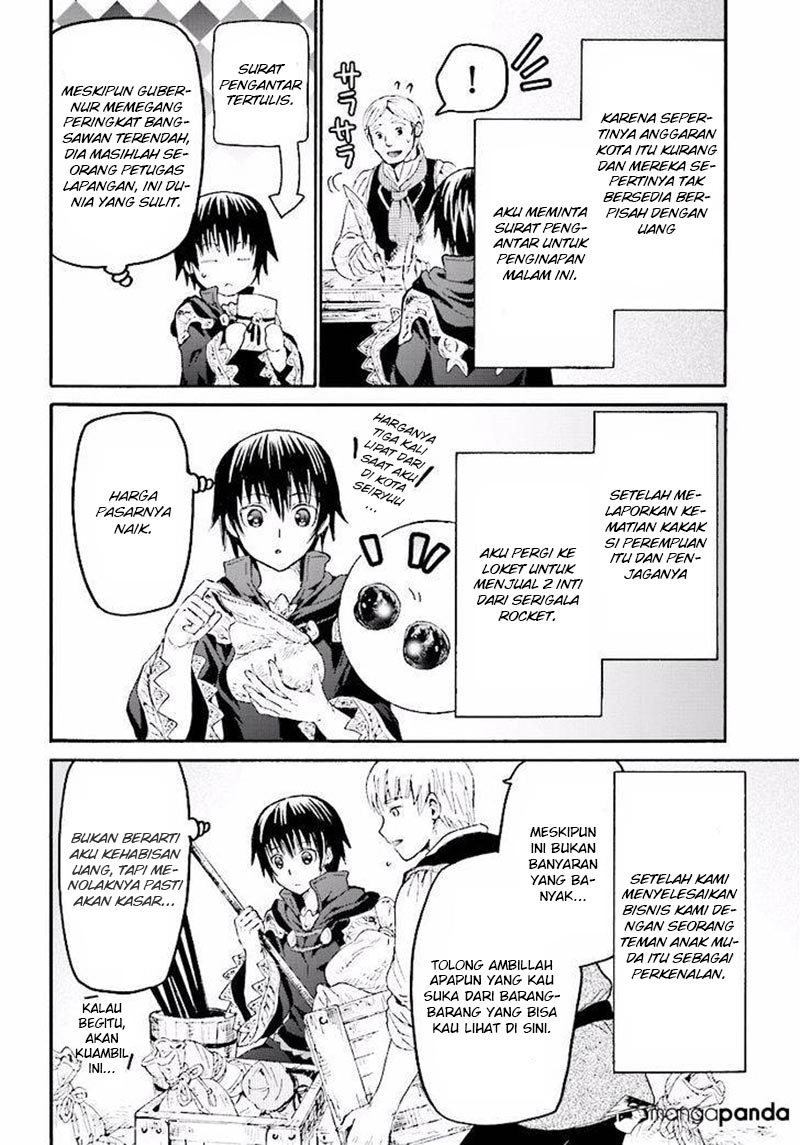 KARENA SEPER-
TINYA ANGGARAN
KOTA ITU KURANG
DAN MEREKA SE-
PERTINYA TAK
BERSEDIA BER-
PISAH DENGAN
UANG
AKU MEMINTA
SURAT PENG-
ANTAR UNTUK
PENGINAPAN
MALAM INI.
!
サラサラ
SURAT
PENGANTAR
TERTULIS.
MESKIPUN GUBER-
NUR MEMEGANG
PERINGKAT BANG-
SAWAN TERENDAH,
DIA MASIHLAH SE-
ORANG PETUGAS
LAPANGAN, INI DU-
NIA YANG SULIT.
SETELAH ME-
LAPORKAN KE-
MATIAN KAKAK
SI PEREMPUAN
ITU DAN PEN-
JAGANYA
AKU PERGI KE
LOKET UNTUK
MENJUAL 2 INTI
DARI SERIGALA
ROCKET.
HARGANYA
TIGA KALI
LIPAT DARI
SAAT AKU
DI KOTA
SEIRYUU
...
HARGA
PASARNYA
NAIK.
SETELAH KAMI
MENYELESAIKAN
BISNIS KAMI DE-
NGAN SEORANG
TEMAN ANAK MU-
DA ITU SEBAGAI
PERKENALAN.
MESKIPUN
INI BUKAN
BANYARAN
YANG BA-
NYAK...
TOLONG AMBILLAH
APAPUN YANG KAU
SUKA DARI BARANG-
BARANG YANG BISA
KAU LIHAT DI SINI.
BUKAN BERARTI
AKU KEHABISAN
UANG, TAPI ME-
NOLAKNYA PASTI
AKAN KASAR...
KALAU
BEGITU,
AKAN
KUAMBIL
INI...
mangapanda